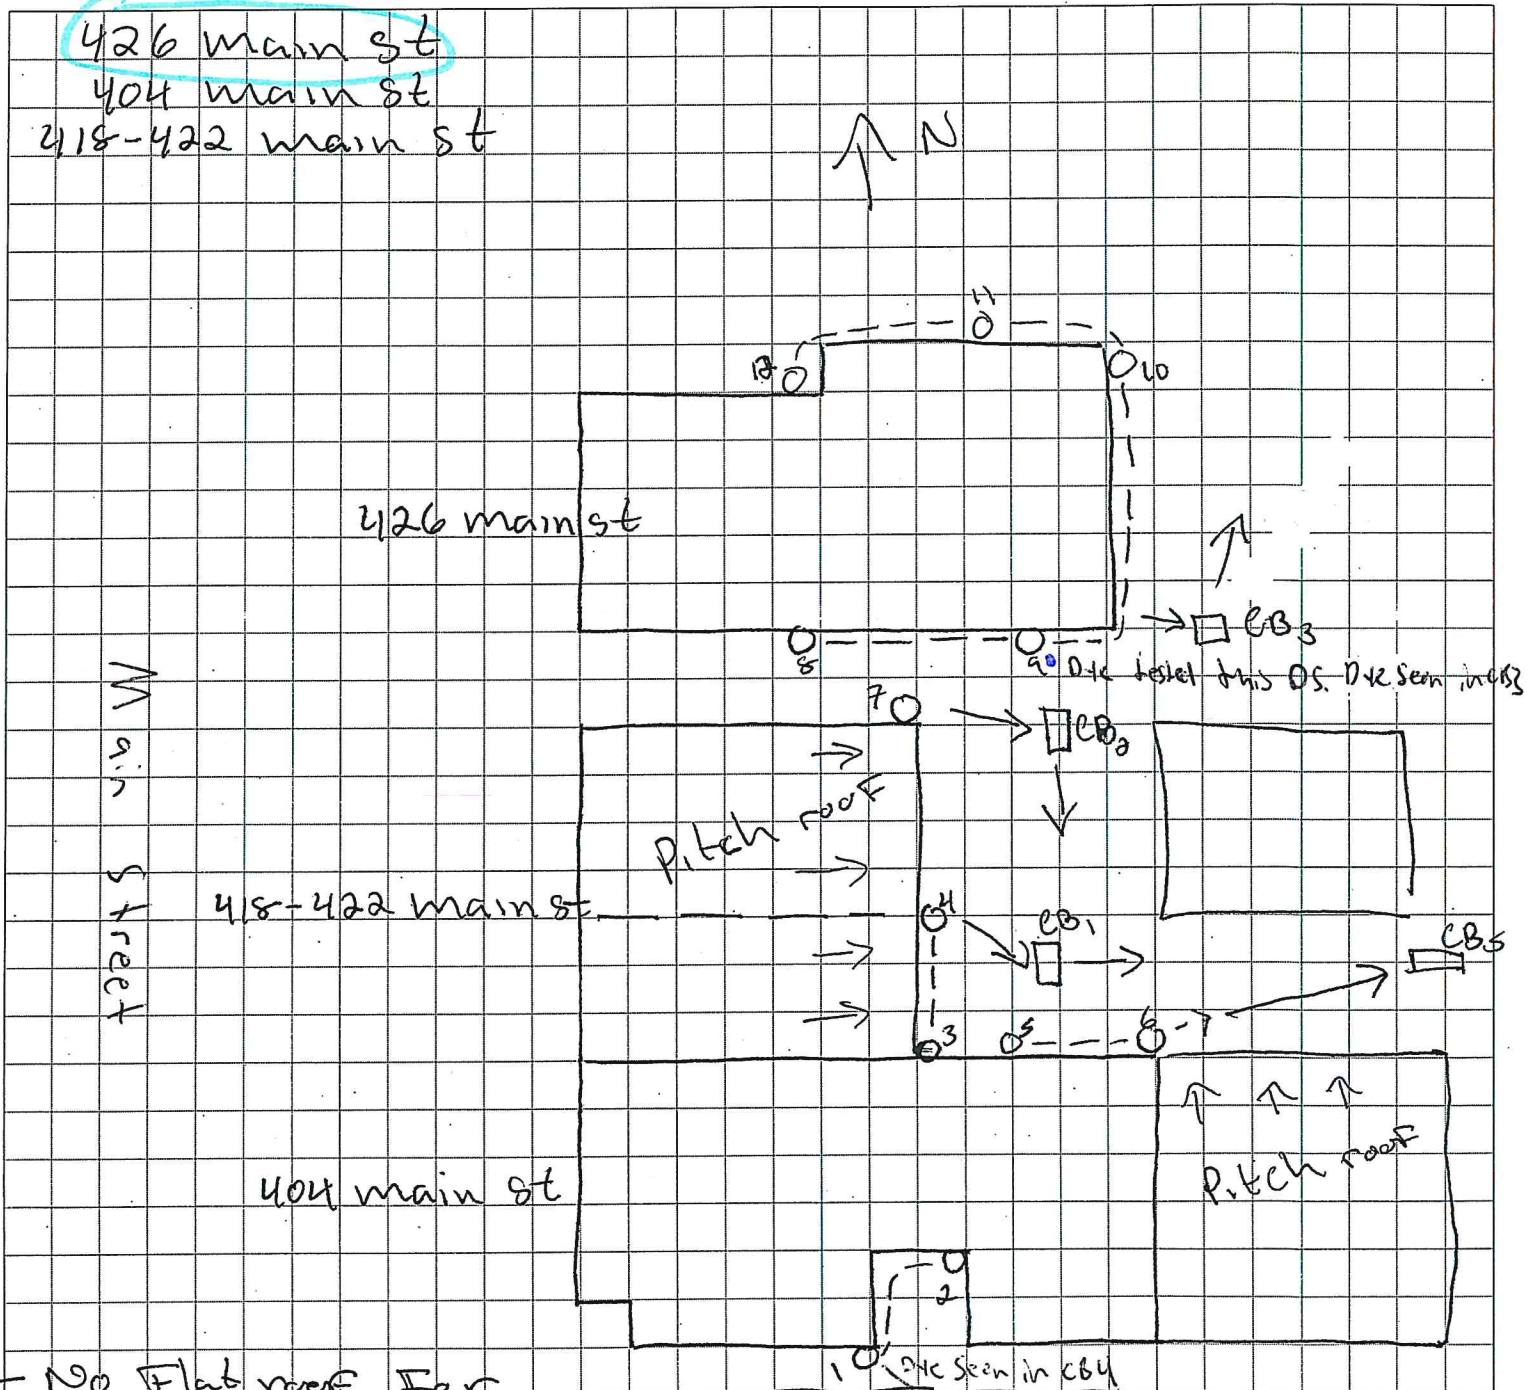 426 main st
404 main st
418-422 main st
N
11
12
10
426 main st
CB3
8
9 Dye tested this DS. Dye seen in CB3
7
CB2
Pitch roof
Main Street
418-422 main st
4
CB1
CB5
3
5
6
404 main st
Pitch roof
2
1
Dye seen in CB4
- No Flat roof For